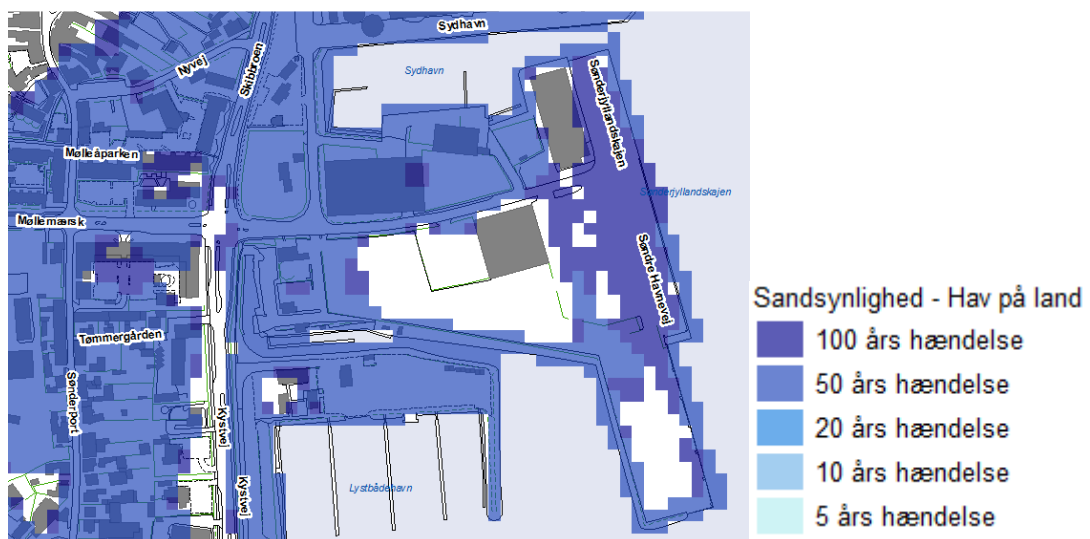 Sydhavn
Nyvej
Skibbroen
Sydhavn
Sønderjyllandskajen
Mølleåparken
Sønderjyllandskajen
Møllemærsk
Søndre Havnevej
Tømmergården
Sønderport
Kystvej
Kystvej
Lystbådehavn
Sandsynlighed - Hav på land
100 års hændelse
50 års hændelse
20 års hændelse
10 års hændelse
5 års hændelse